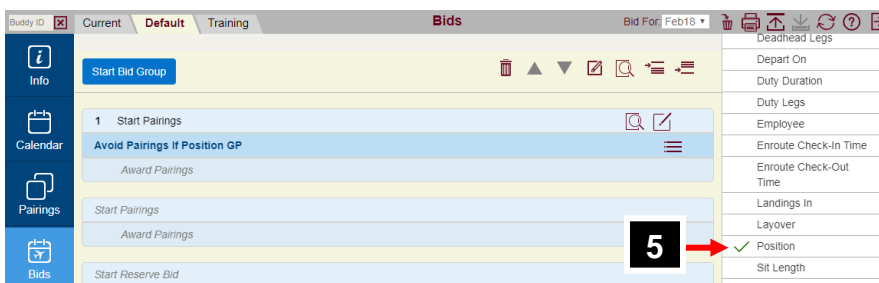 Buddy ID
Current Default Training Bids Bid For: Feb18
Info
Calendar
Pairings
Bids
Start Bid Group
1 Start Pairings
Avoid Pairings If Position GP
Award Pairings
Start Pairings
Award Pairings
Start Reserve Bid
5
Deadhead Legs
Depart On
Duty Duration
Duty Legs
Employee
Enroute Check-In Time
Enroute Check-Out
Time
Landings In
Layover
Position
Sit Length